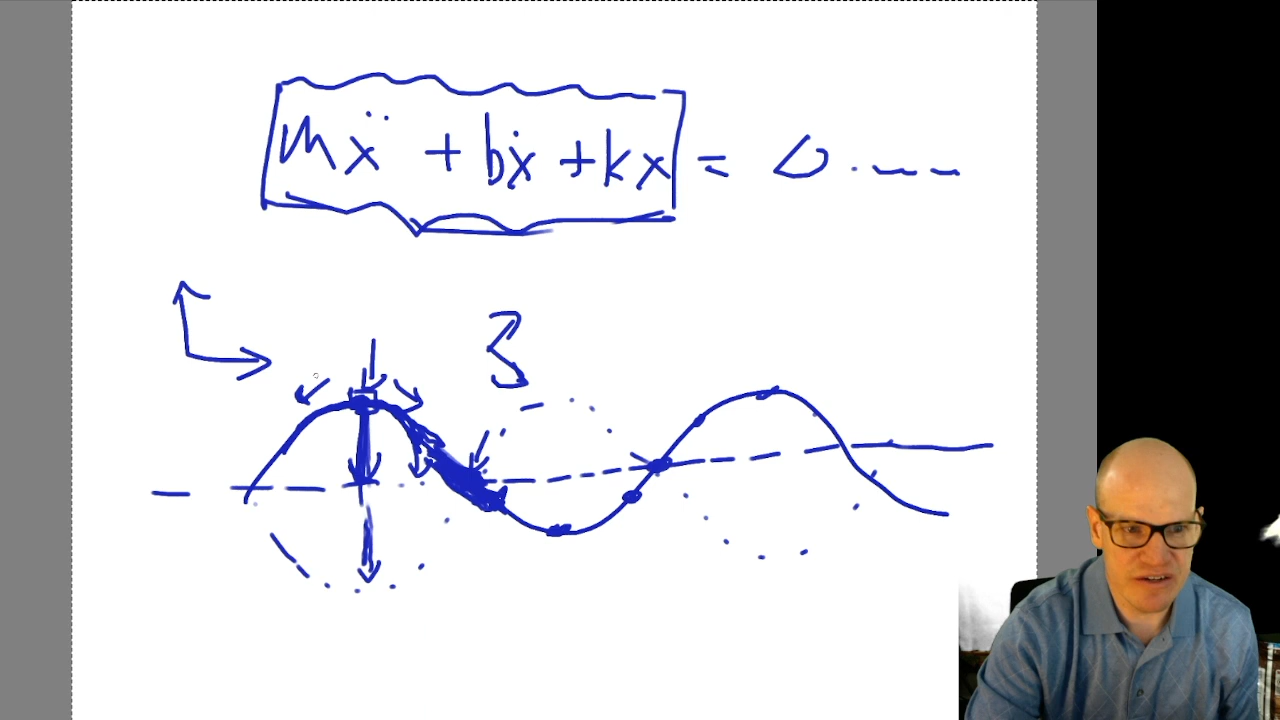 mẍ + bẋ + kx = 0
3